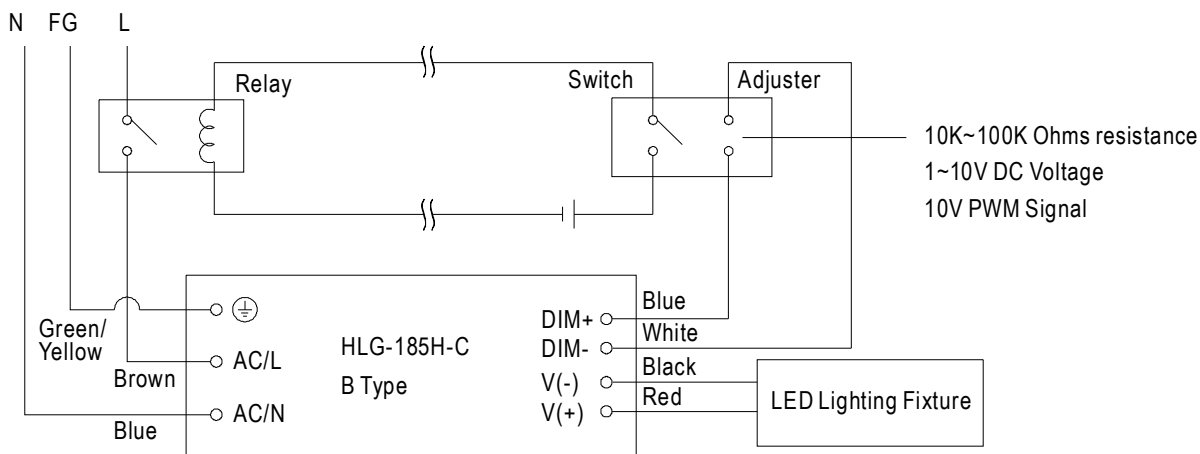 N FG L
Relay
Switch
Adjuster
10K~100K Ohms resistance
1~10V DC Voltage
10V PWM Signal
Green/
Yellow
Brown
Blue
AC/L
AC/N
HLG-185H-C
B Type
DIM+
DIM-
V(-)
V(+)
Blue
White
Black
Red
LED Lighting Fixture